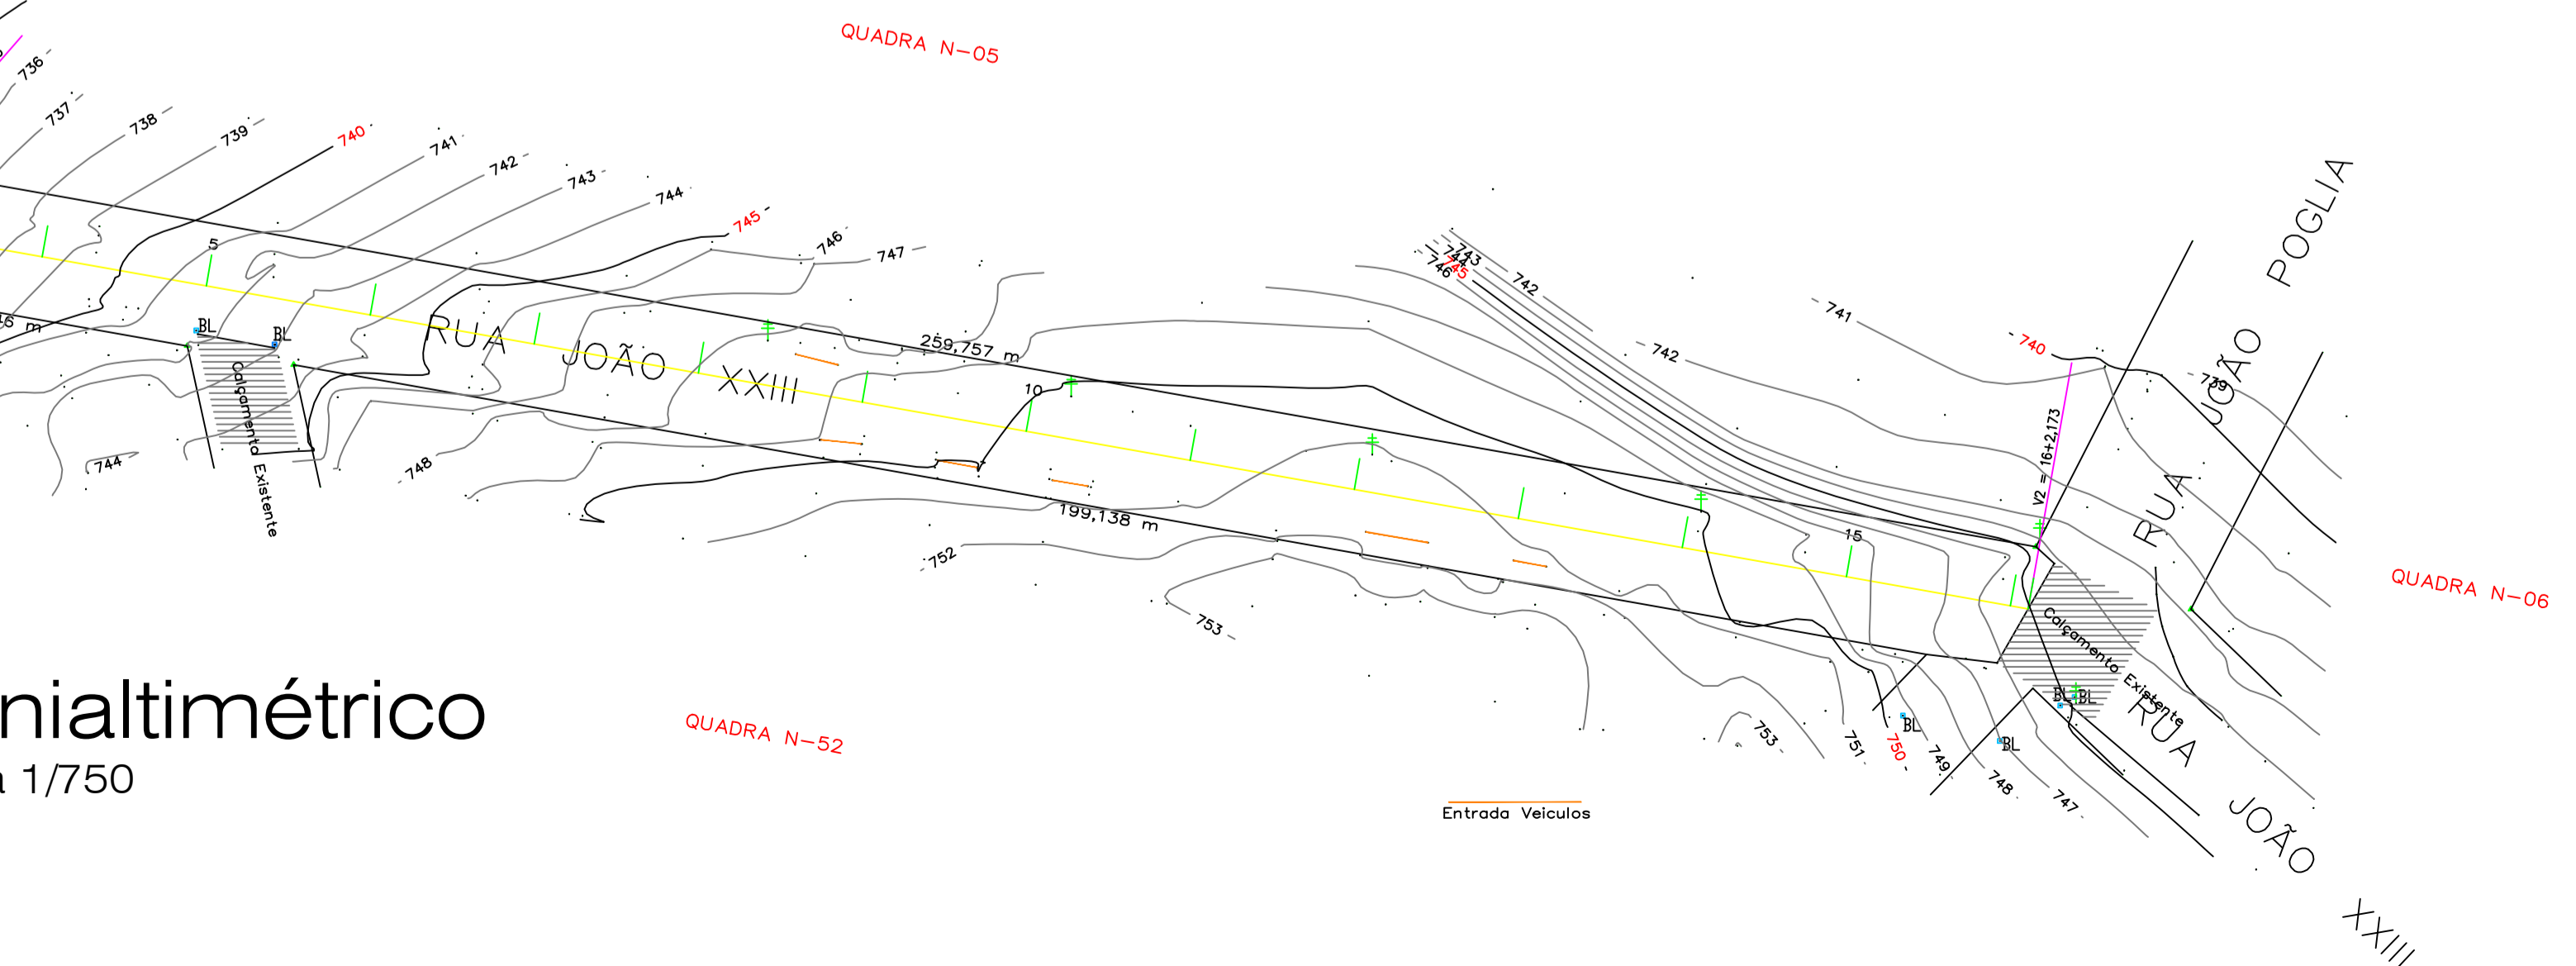 QUADRA N-05
736
737
738
739
740
741
742
743
744
745
746
747
5
16 m
BL
BL
Calçamento Existente
RUA JOÃO XXIII
259,757 m
10
744
748
199,138 m
752
753
743
744
745
746
742
742
741
740
739
V2 = 16+2,173
RUA JOÃO POGLIA
15
QUADRA N-06
Calçamento Existente
BL
BL
BL
BL
RUA JOÃO XXIII
753
751
750
749
748
747
nialtimétrico
a 1/750
QUADRA N-52
Entrada Veiculos